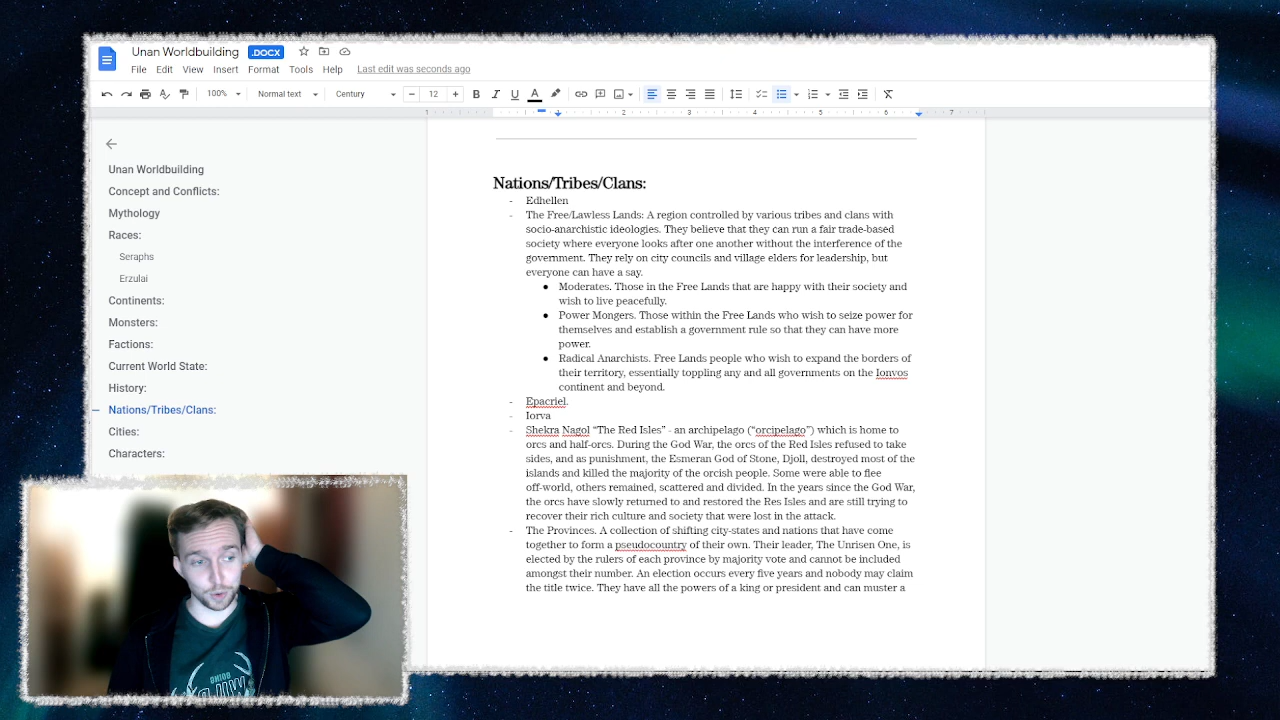 Unan Worldbuilding .DOCX
File Edit View Insert Format Tools Help Last edit was seconds ago
100% Normal text Century 12
1 2 3 4 5 6 7
Unan Worldbuilding
Concept and Conflicts:
Mythology
Races:
Seraphs
Erzulai
Continents:
Monsters:
Factions:
Current World State:
History:
Nations/Tribes/Clans:
Cities:
Characters:
Nations/Tribes/Clans:
- Edhellen
- The Free/Lawless Lands: A region controlled by various tribes and clans with
socio-anarchistic ideologies. They believe that they can run a fair trade-based
society where everyone looks after one another without the interference of the
government. They rely on city councils and village elders for leadership, but
everyone can have a say.
● Moderates. Those in the Free Lands that are happy with their society and
wish to live peacefully.
● Power Mongers. Those within the Free Lands who wish to seize power for
themselves and establish a government rule so that they can have more
power.
● Radical Anarchists. Free Lands people who wish to expand the borders of
their territory, essentially toppling any and all governments on the Ionvos
continent and beyond.
- Epacriel.
- Iorva
- Shekra Nagol “The Red Isles” - an archipelago (“orcipelago”) which is home to
orcs and half-orcs. During the God War, the orcs of the Red Isles refused to take
sides, and as punishment, the Esmeran God of Stone, Djoll, destroyed most of the
islands and killed the majority of the orcish people. Some were able to flee
off-world, others remained, scattered and divided. In the years since the God War,
the orcs have slowly returned to and restored the Res Isles and are still trying to
recover their rich culture and society that were lost in the attack.
- The Provinces. A collection of shifting city-states and nations that have come
together to form a pseudocountry of their own. Their leader, The Unrisen One, is
elected by the rulers of each province by majority vote and cannot be included
amongst their number. An election occurs every five years and nobody may claim
the title twice. They have all the powers of a king or president and can muster a